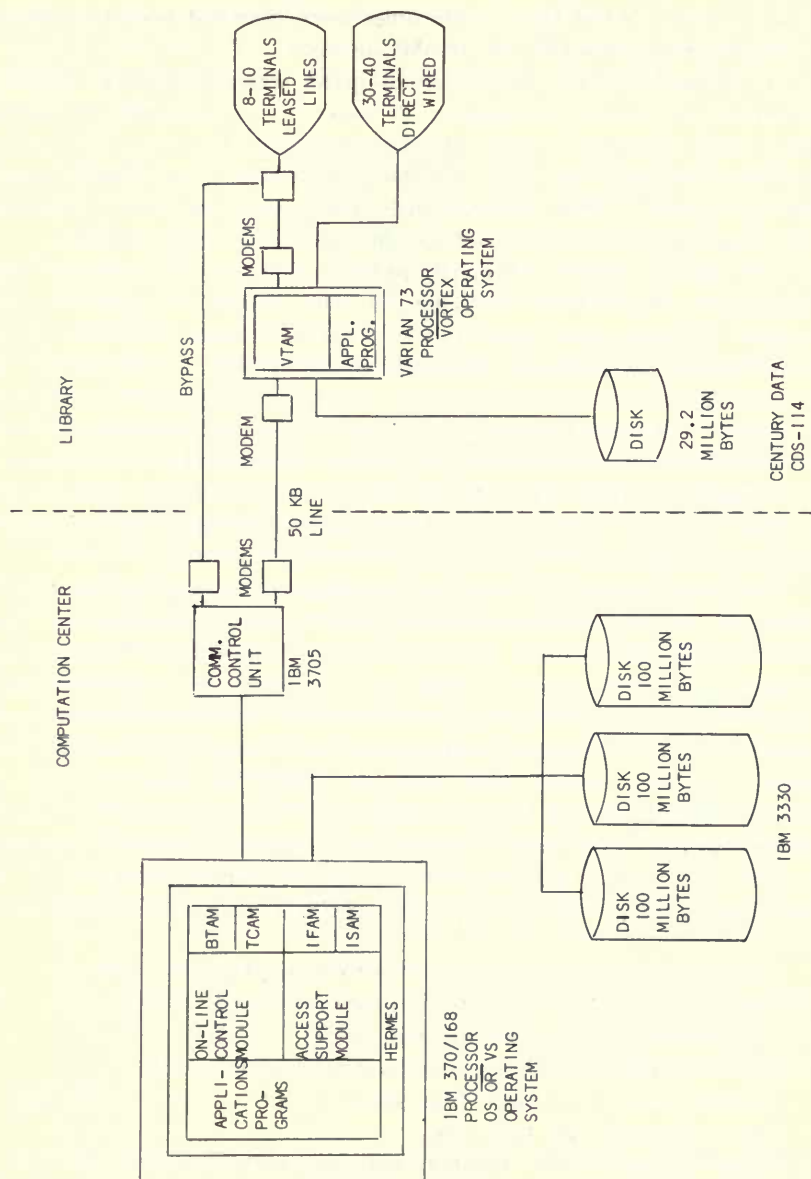 COMPUTATION CENTER
LIBRARY
APPLI-
CATIONS
PRO-
GRAMS
ON-LINE
CONTROL
MODULE
ACCESS
SUPPORT
MODULE
BTAM
TCAM
IFAM
ISAM
HERMES
IBM 370/168
PROCESSOR
OS OR VS
OPERATING
SYSTEM
COMM.
CONTROL
UNIT
IBM
3705
MODEMS
50 KB
LINE
BYPASS
MODEM
VTAM
APPL.
PROG.
VARIAN 73
PROCESSOR
VORTEX
OPERATING
SYSTEM
MODEMS
8-10
TERMINALS
LEASED
LINES
30-40
TERMINALS
DIRECT
WIRED
DISK
100
MILLION
BYTES
DISK
100
MILLION
BYTES
DISK
100
MILLION
BYTES
IBM 3330
DISK
29.2
MILLION
BYTES
CENTURY DATA
CDS-114